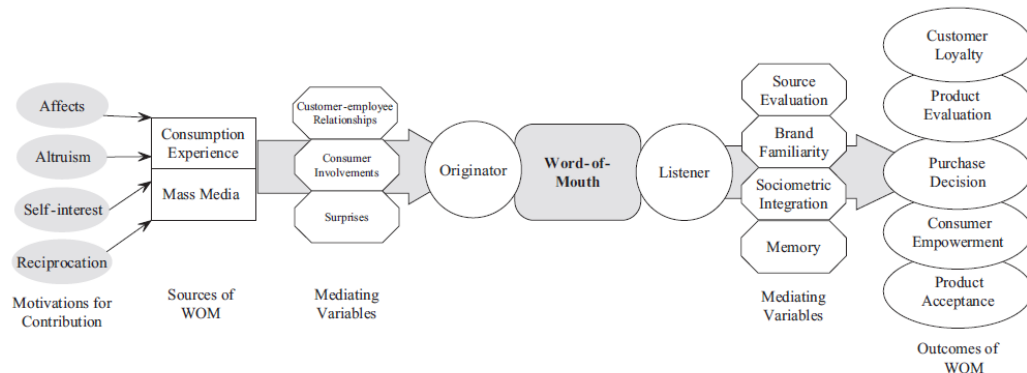 Affects
Altruism
Self-interest
Reciprocation
Motivations for
Contribution
Consumption
Experience
Mass Media
Sources of
WOM
Customer-employee
Relationships
Consumer
Involvements
Surprises
Mediating
Variables
Originator
Word-of-
Mouth
Listener
Source
Evaluation
Brand
Familiarity
Sociometric
Integration
Memory
Mediating
Variables
Customer
Loyalty
Product
Evaluation
Purchase
Decision
Consumer
Empowerment
Product
Acceptance
Outcomes of
WOM